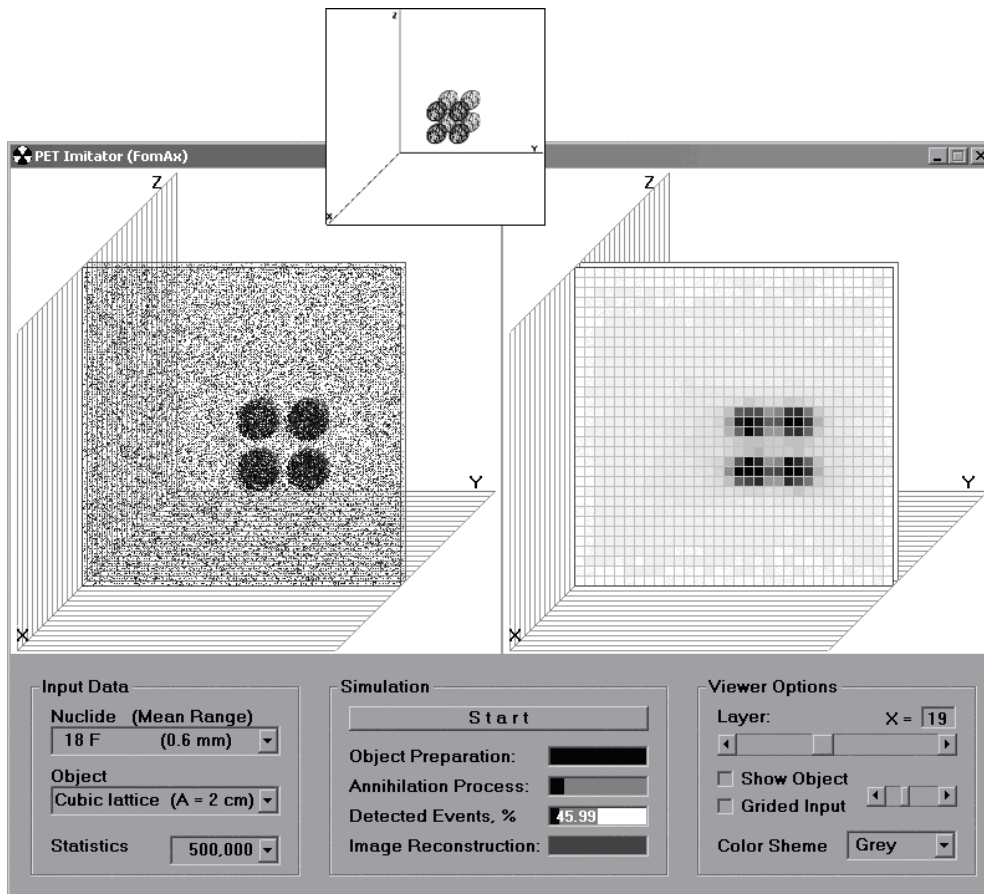 Z
Y
X
PET Imitator (FomAx)
Z
Y
X
Z
Y
X
Input Data
Nuclide (Mean Range)
18 F (0.6 mm)
Object
Cubic lattice (A = 2 cm)
Statistics 500,000
Simulation
Start
Object Preparation:
Annihilation Process:
Detected Events, % 45.99
Image Reconstruction:
Viewer Options
Layer: X = 19
Show Object
Grided Input
Color Sheme Grey